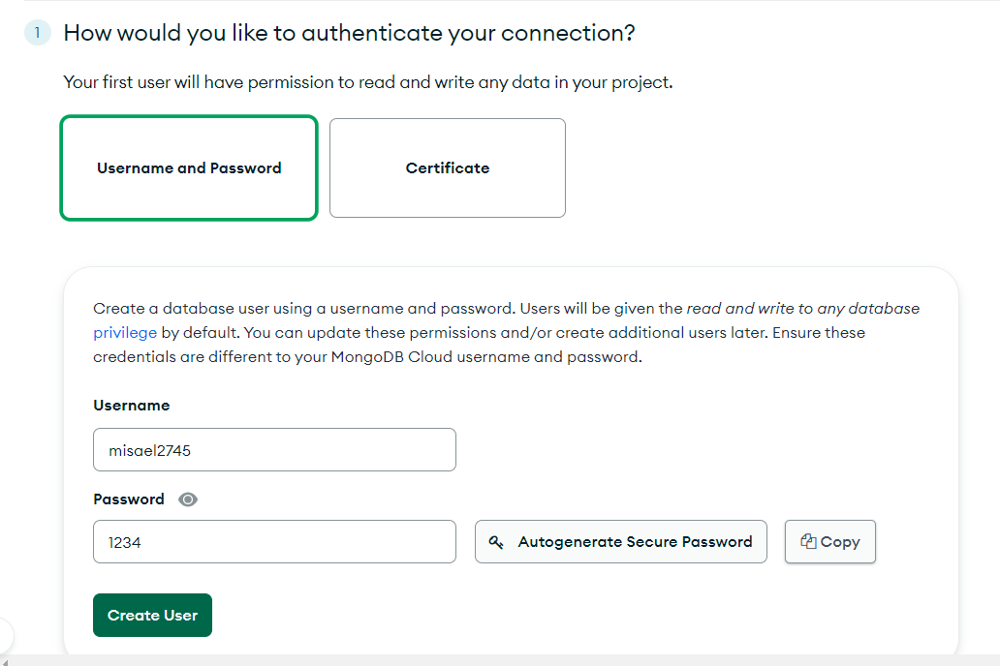 1 How would you like to authenticate your connection?
Your first user will have permission to read and write any data in your project.
Username and Password
Certificate
Create a database user using a username and password. Users will be given the read and write to any database
privilege by default. You can update these permissions and/or create additional users later. Ensure these
credentials are different to your MongoDB Cloud username and password.
Username
misael2745
Password
1234
Autogenerate Secure Password
Copy
Create User